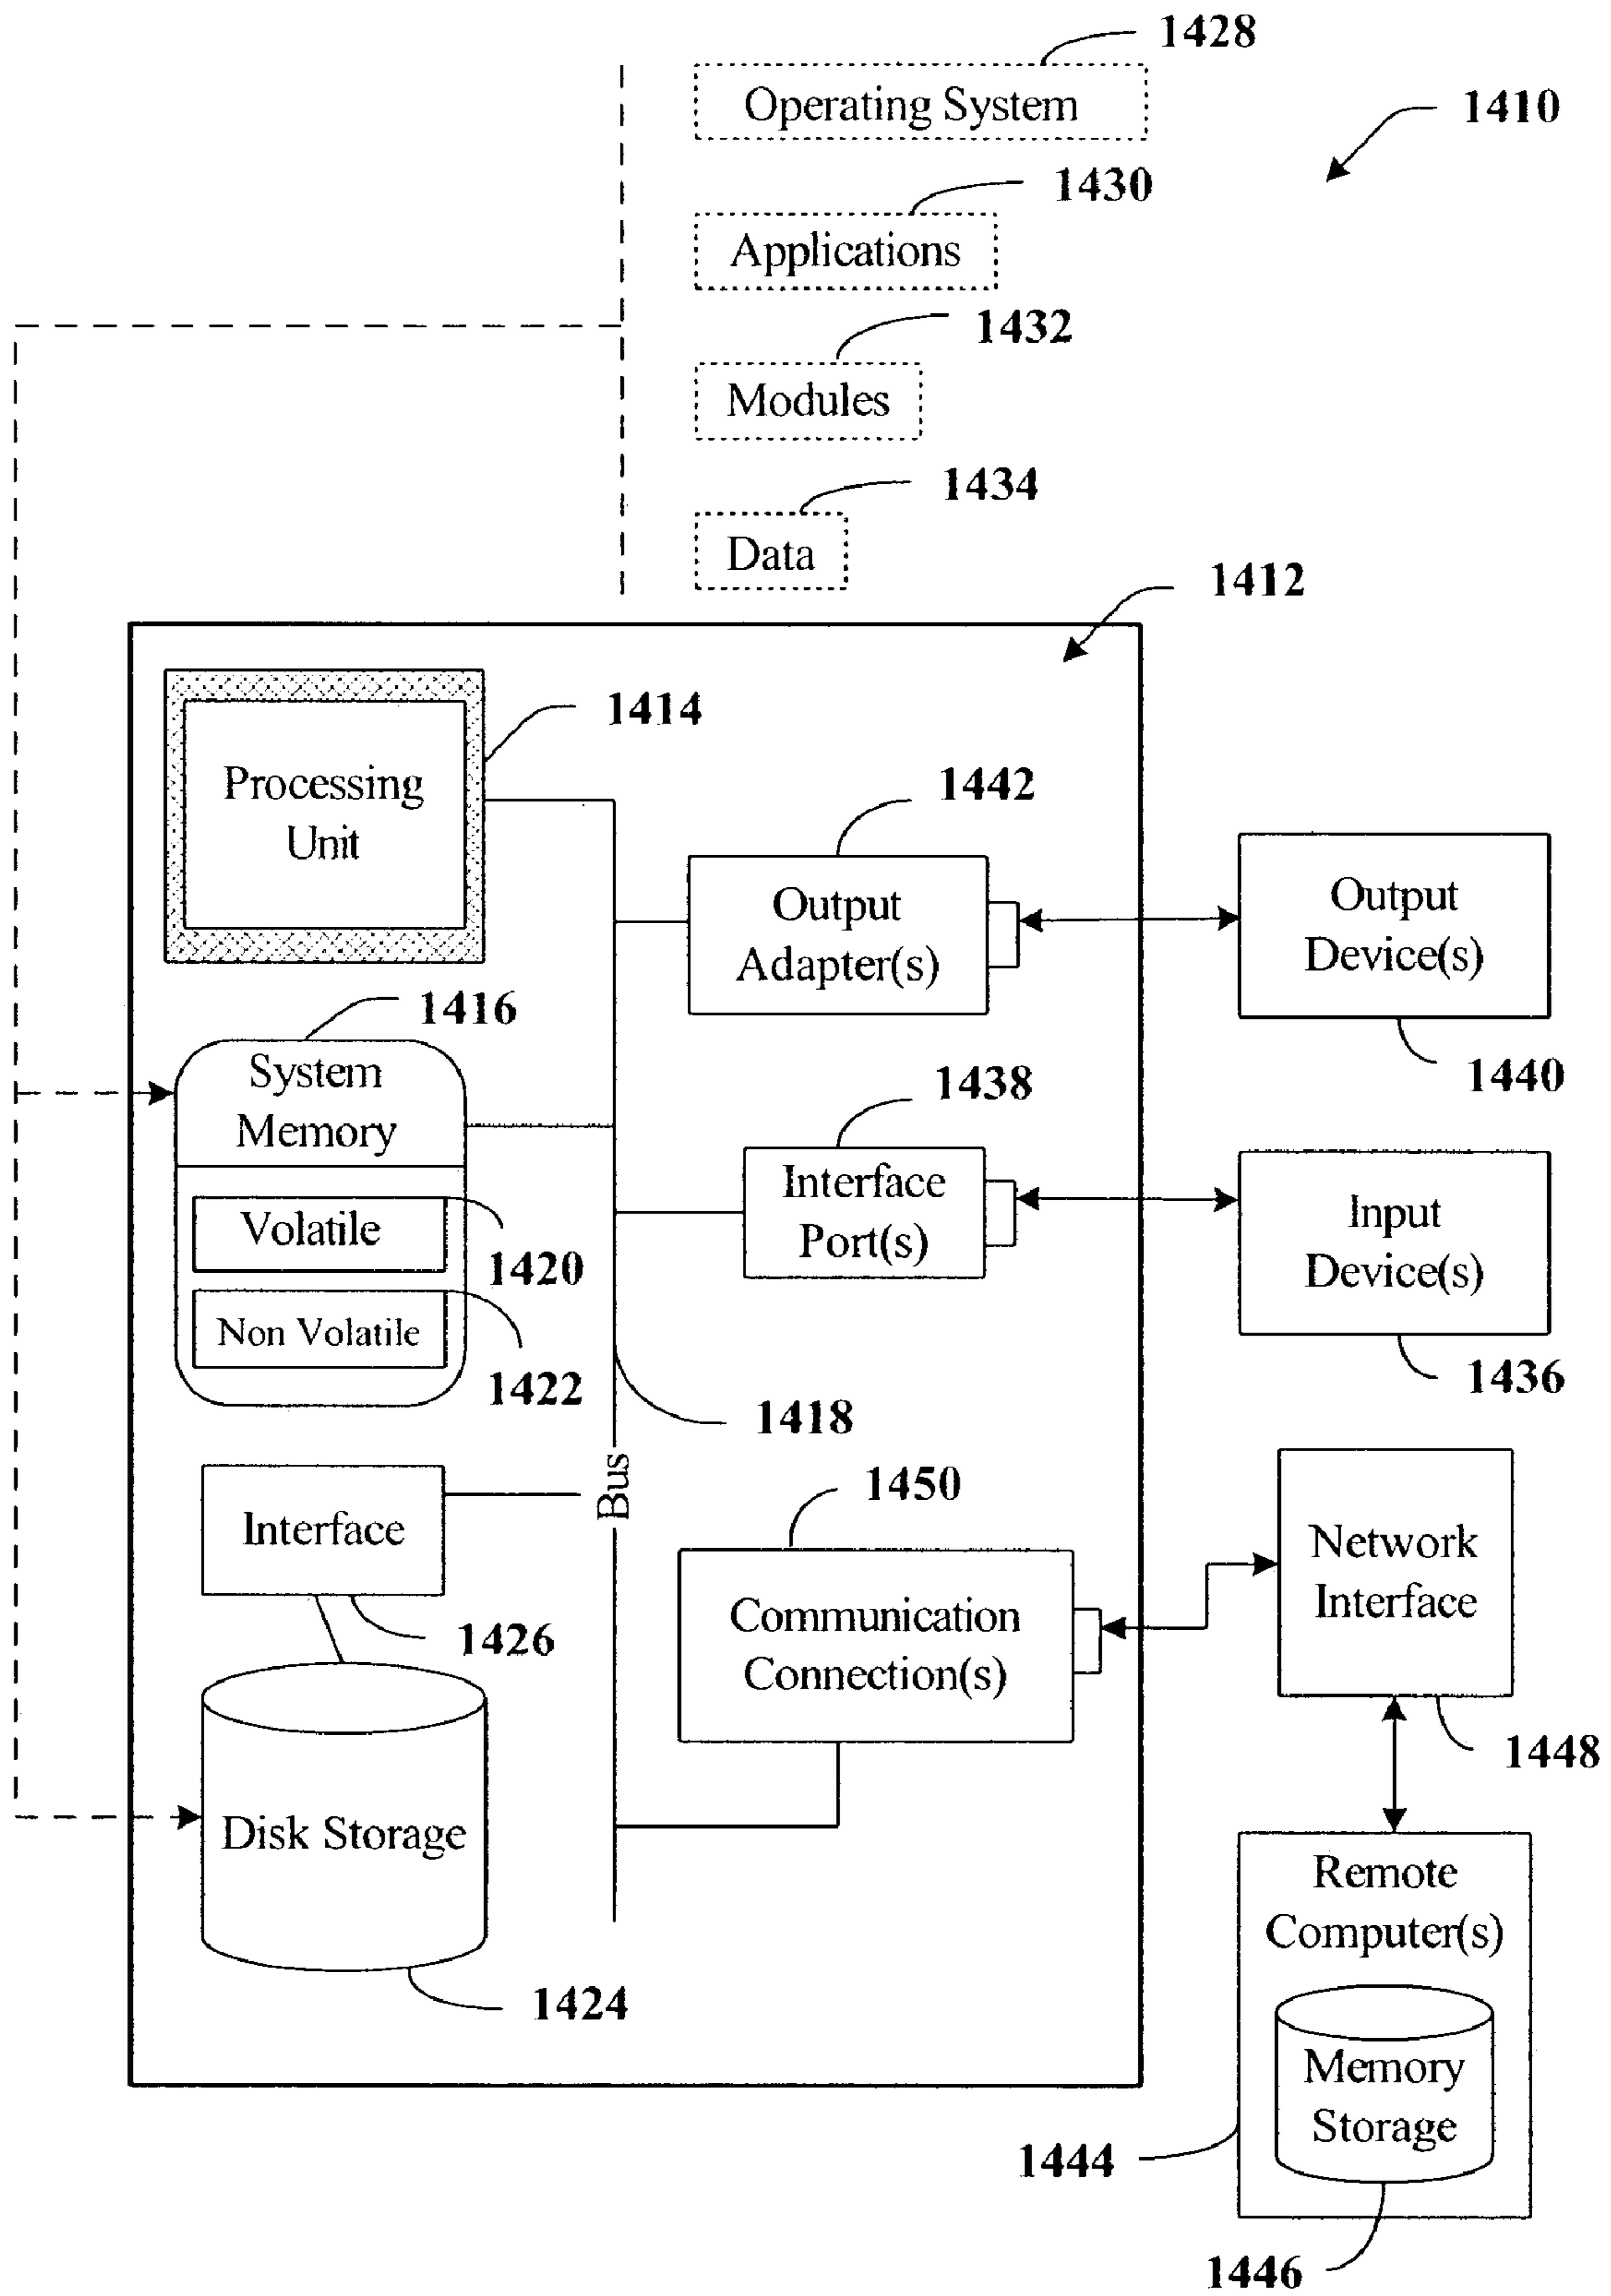 1428
Operating System
1410
1430
Applications
1432
Modules
1434
Data
1412
1414
Processing
Unit
1442
Output
Adapter(s)
Output
Device(s)
1440
1416
System
Memory
1438
Interface
Port(s)
Input
Device(s)
1436
Volatile
1420
Non Volatile
1422
1418
Bus
1450
Interface
1426
Communication
Connection(s)
Network
Interface
1448
Disk Storage
1424
Remote
Computer(s)
Memory
Storage
1444
1446